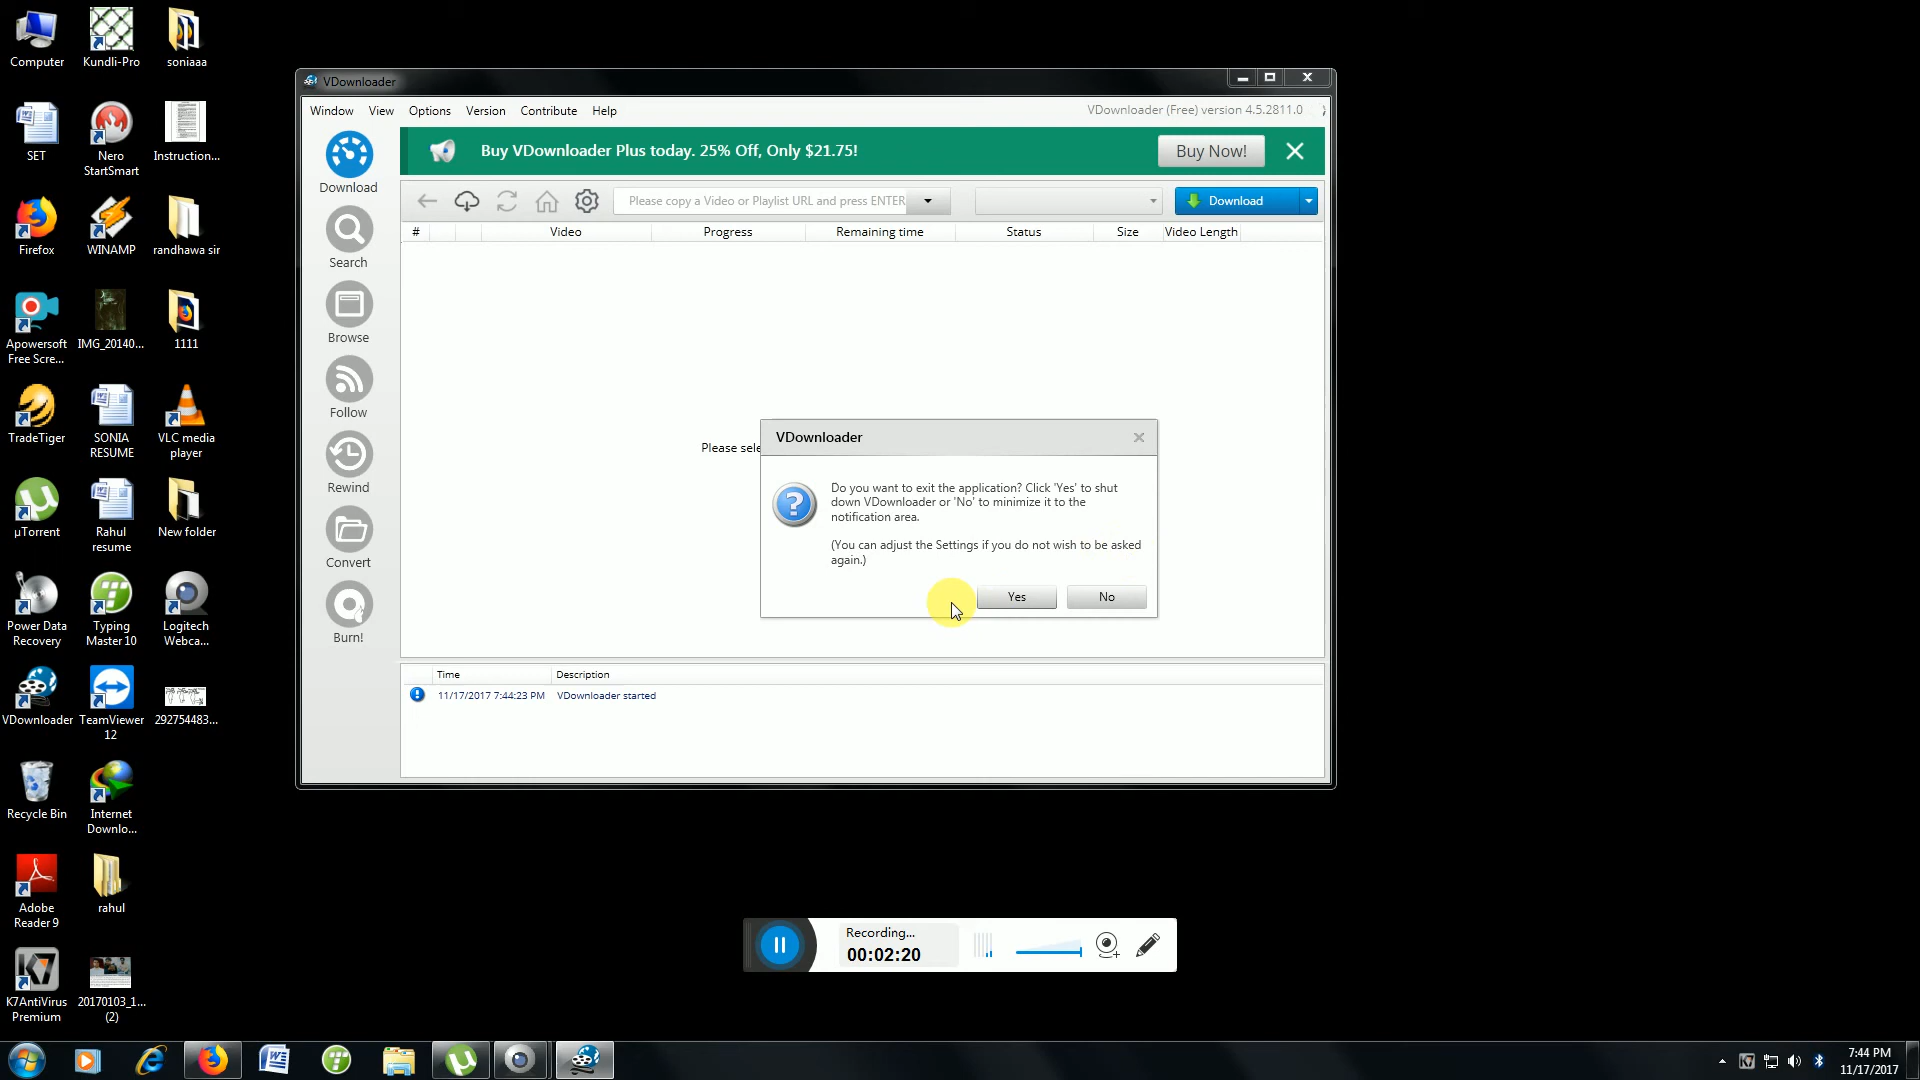 Computer
Kundli-Pro
soniaaa
SET
Nero
StartSmart
Instruction...
Firefox
WINAMP
randhawa sir
Apowersoft
Free Scre...
IMG_20140...
1111
TradeTiger
SONIA
RESUME
VLC media
player
µTorrent
Rahul
resume
New folder
Power Data
Recovery
Typing
Master 10
Logitech
Webca...
VDownloader
TeamViewer
12
292754483...
Recycle Bin
Internet
Downlo...
Adobe
Reader 9
rahul
K7AntiVirus
Premium
20170103_1...
(2)
VDownloader
Window View Options Version Contribute Help
VDownloader (Free) version 4.5.2811.0
Buy VDownloader Plus today. 25% Off, Only $21.75!
Buy Now!
Download
Search
Browse
Follow
Rewind
Convert
Burn!
Please copy a Video or Playlist URL and press ENTER
Download
# Video Progress Remaining time Status Size Video Length
Please sele
VDownloader
Do you want to exit the application? Click 'Yes' to shut
down VDownloader or 'No' to minimize it to the
notification area.
(You can adjust the Settings if you do not wish to be asked
again.)
Yes
No
Time Description
11/17/2017 7:44:23 PM VDownloader started
Recording...
00:02:20
7:44 PM
11/17/2017